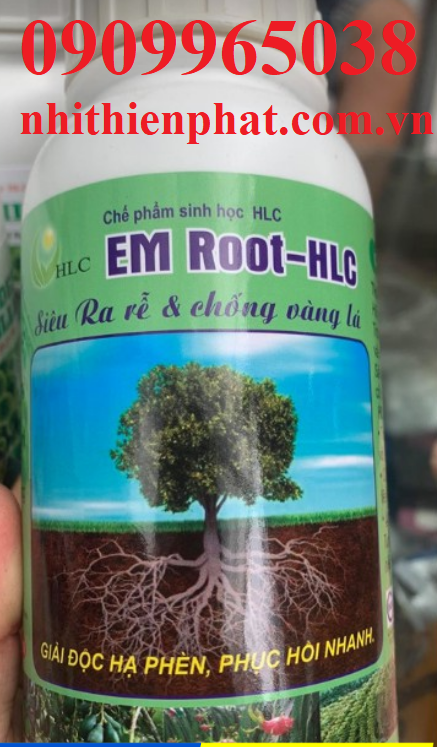 0909965038
nhithienphat.com.vn
Chế phẩm sinh học HLC
HLC
EM Root-HLC
Siêu Ra rễ & chống vàng lá
GIẢI ĐỘC HẠ PHÈN, PHỤC HỒI NHANH.